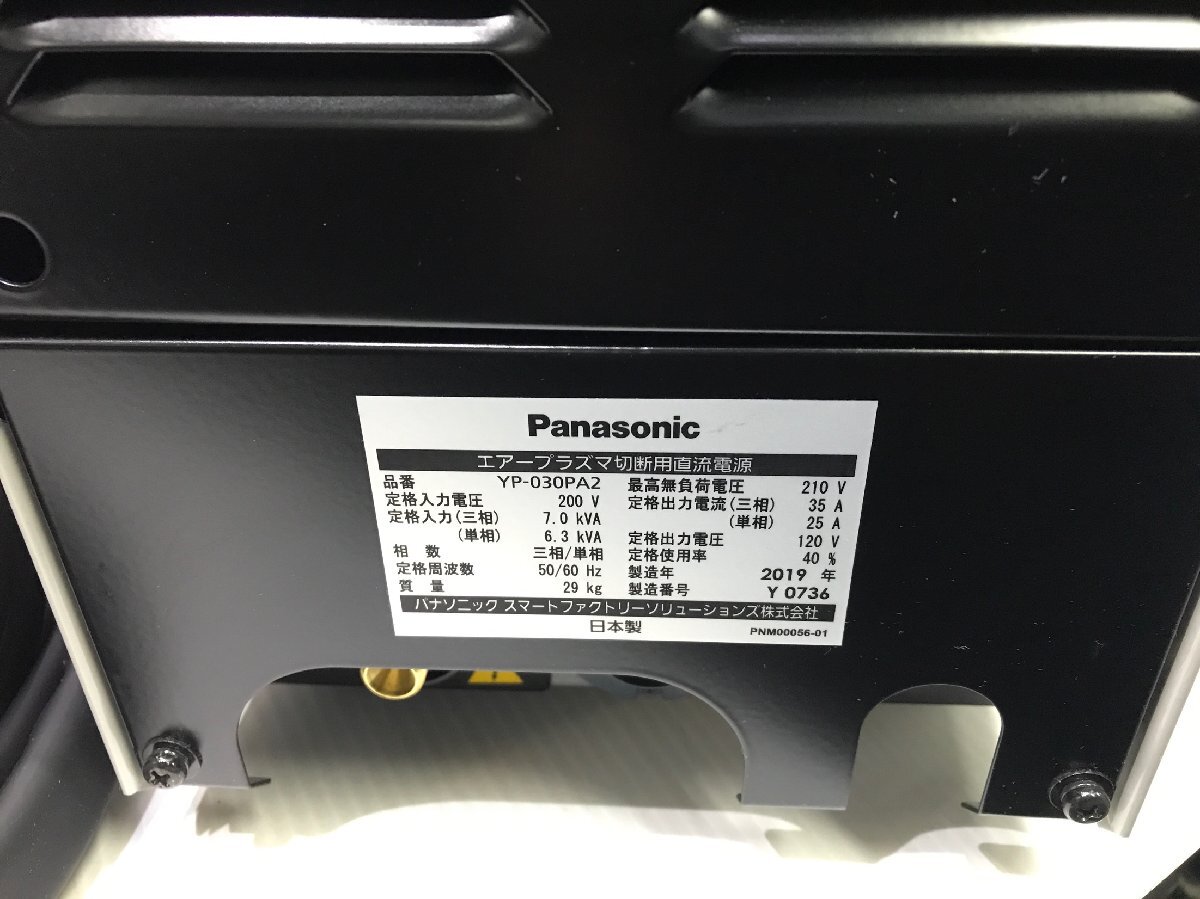 Panasonic
エアープラズマ切断用直流電源
品番 YP-030PA2
定格入力電圧 200 V
定格入力(三相) 7.0 kVA
(単相) 6.3 kVA
相 数 三相/単相
定格周波数 50/60 Hz
質 量 29 kg
最高無負荷電圧 210 V
定格出力電流(三相) 35 A
(単相) 25 A
定格出力電圧 120 V
定格使用率 40 %
製造年 2019 年
製造番号 Y 0736
パナソニック スマートファクトリーソリューションズ株式会社
日本製
PNM00056-01